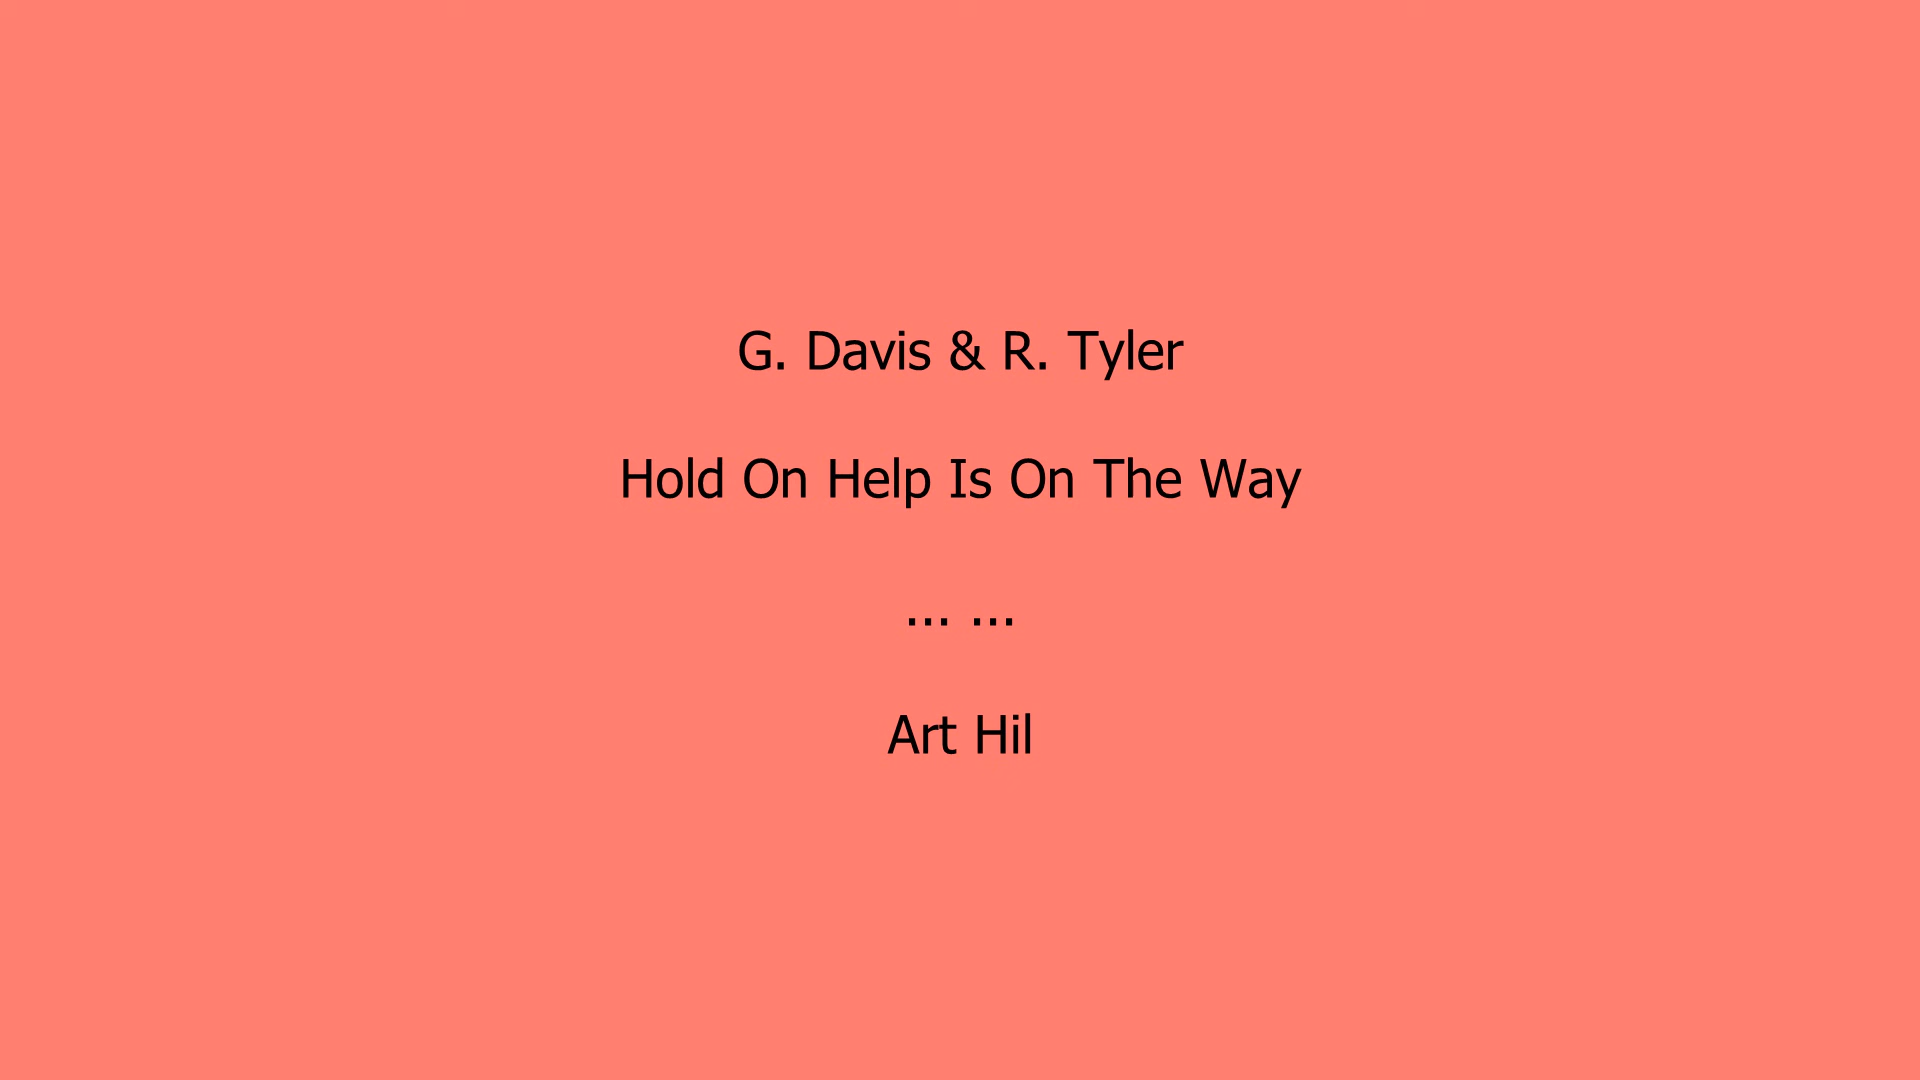 G. Davis & R. Tyler
Hold On Help Is On The Way
... ...
Art Hil